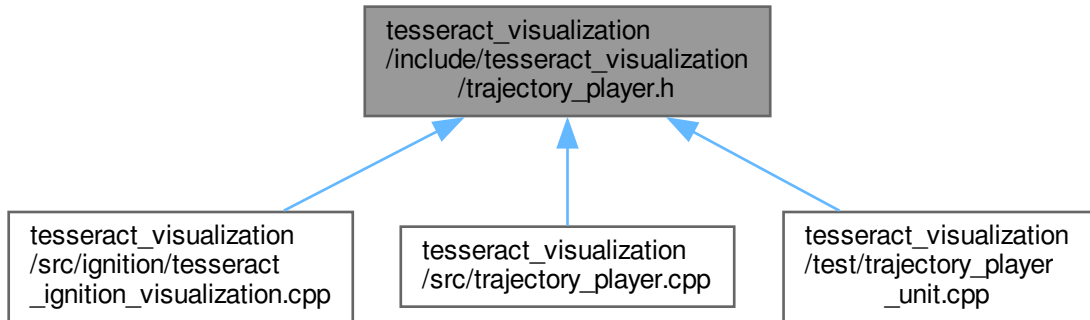 tesseract_visualization
/include/tesseract_visualization
/trajectory_player.h
tesseract_visualization
/src/ignition/tesseract
_ignition_visualization.cpp
tesseract_visualization
/src/trajectory_player.cpp
tesseract_visualization
/test/trajectory_player
_unit.cpp